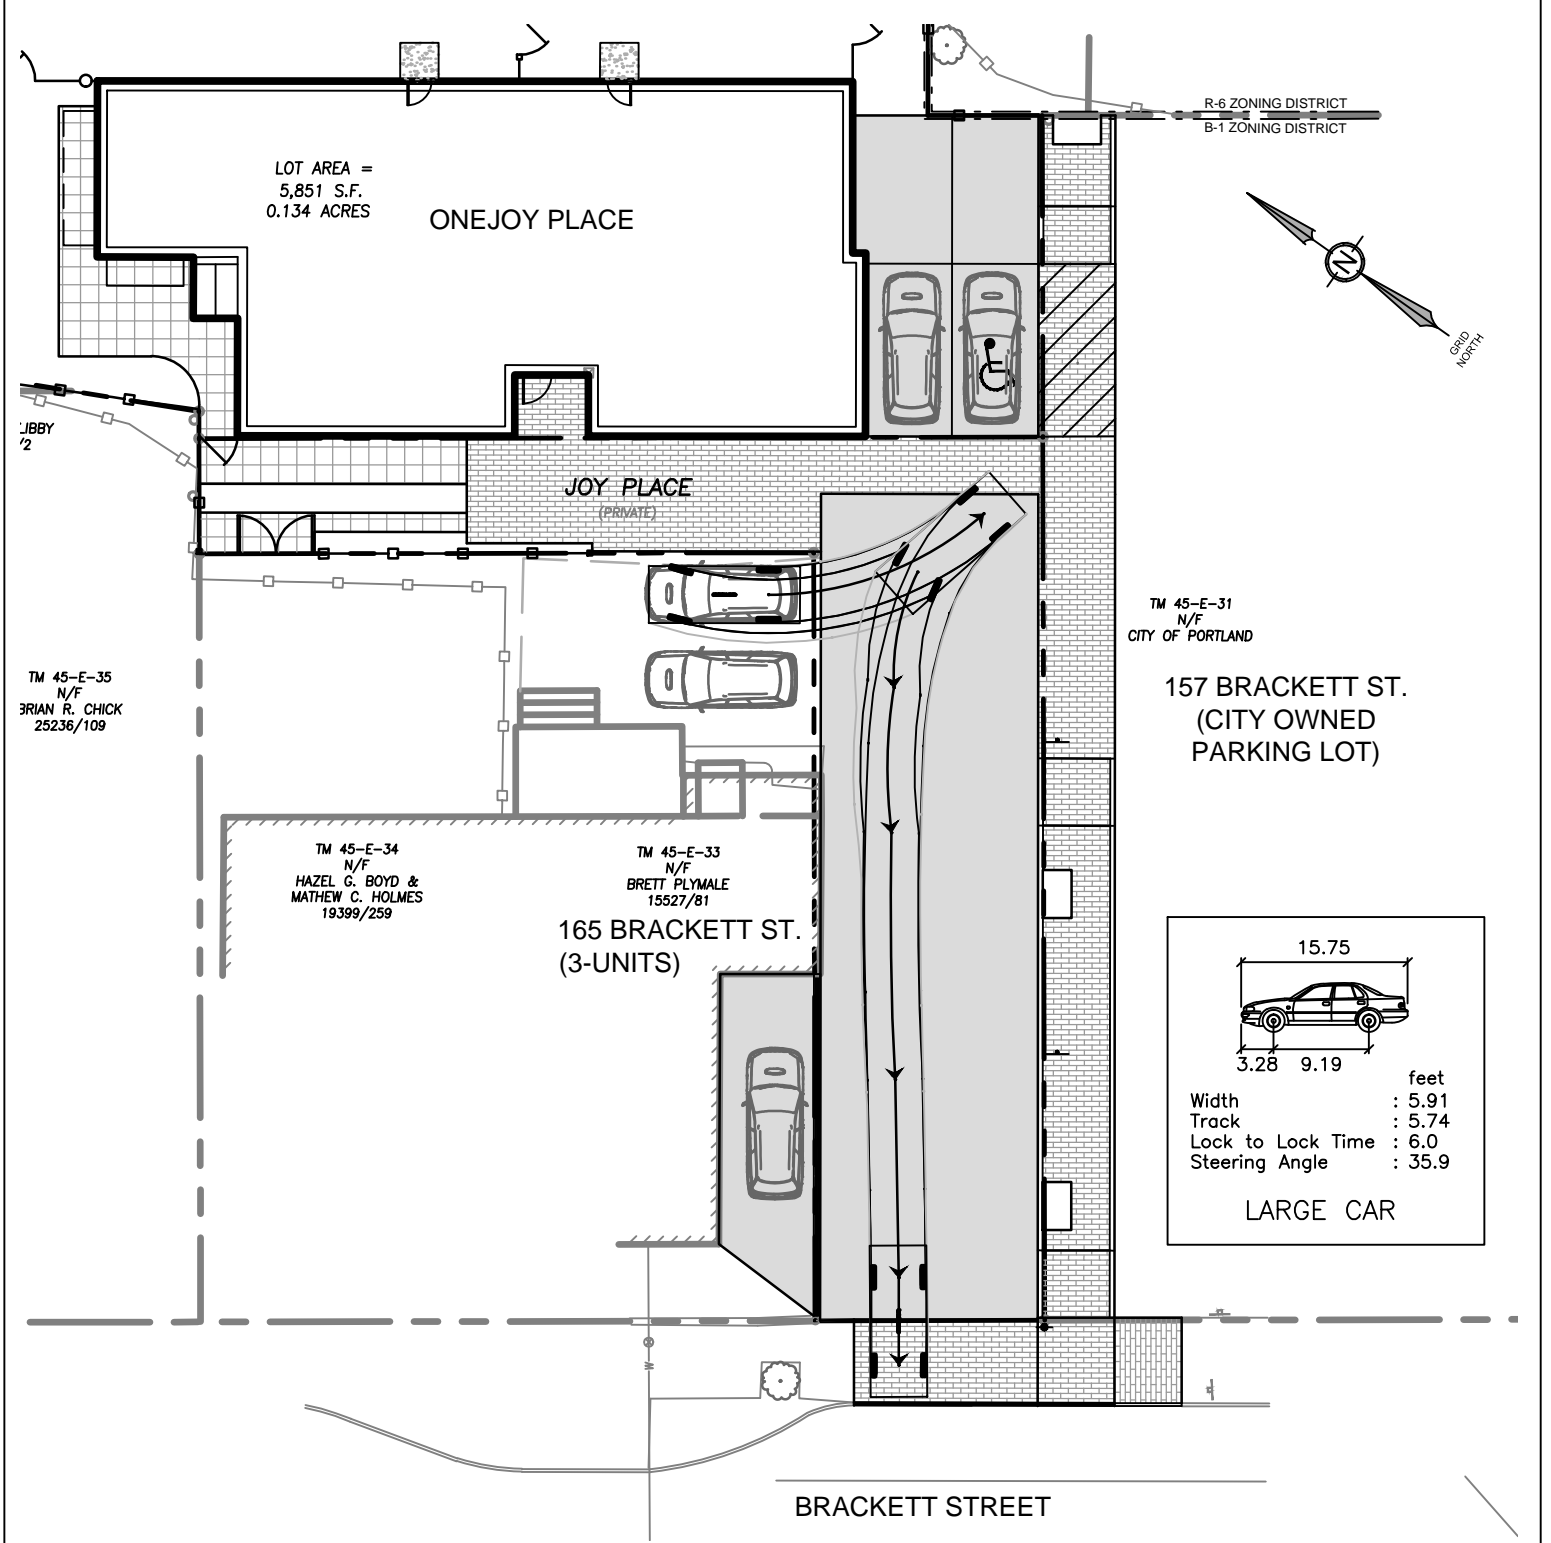 R-6 ZONING DISTRICT
B-1 ZONING DISTRICT
LOT AREA =
5,851 S.F.
0.134 ACRES
ONEJOY PLACE
N
GRID
NORTH
LIBBY
/2
JOY PLACE
(PRIVATE)
TM 45-E-31
N/F
CITY OF PORTLAND
157 BRACKETT ST.
(CITY OWNED
PARKING LOT)
TM 45-E-35
N/F
BRIAN R. CHICK
25236/109
TM 45-E-34
N/F
HAZEL G. BOYD &
MATHEW C. HOLMES
19399/259
TM 45-E-33
N/F
BRETT PLYMALE
15527/81
165 BRACKETT ST.
(3-UNITS)
15.75
3.28 9.19
feet
Width : 5.91
Track : 5.74
Lock to Lock Time : 6.0
Steering Angle : 35.9
LARGE CAR
W
BRACKETT STREET